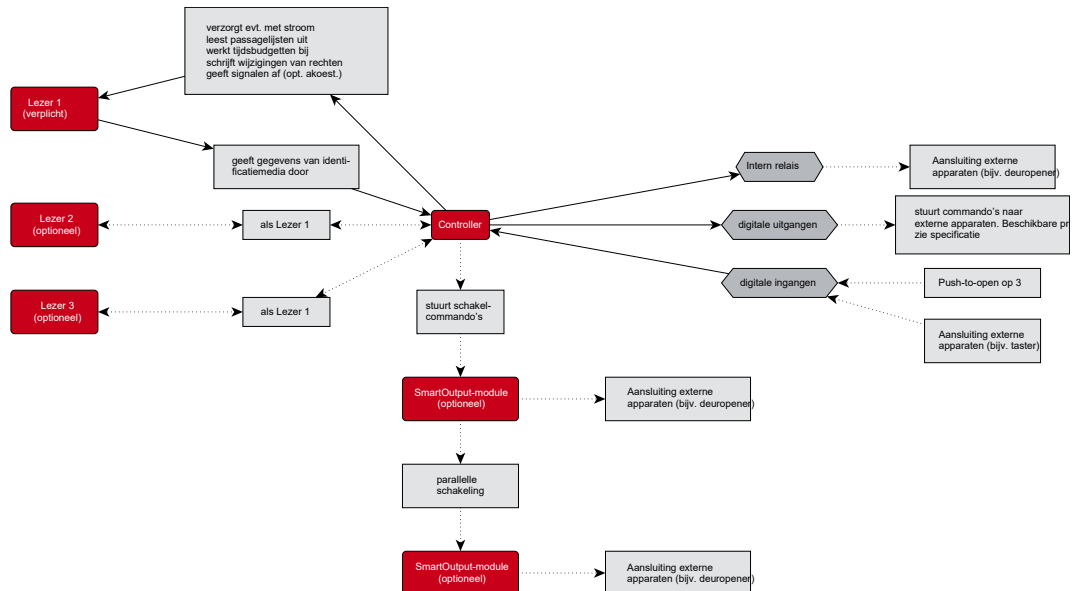 verzorgt evt. met stroom
leest passagelijsten uit
werkt tijdsbudgetten bij
schrijft wijzigingen van rechten
geeft signalen af (opt. akoest.)
Lezer 1
(verplicht)
geeft gegevens van identi-
ficatiemedia door
Intern relais
Aansluiting externe
apparaten (bijv. deuropener)
Lezer 2
(optioneel)
als Lezer 1
Controller
digitale uitgangen
stuurt commando's naar
externe apparaten. Beschikbare pr
zie specificatie
Lezer 3
(optioneel)
als Lezer 1
stuurt schakel-
commando's
digitale ingangen
Push-to-open op 3
Aansluiting externe
apparaten (bijv. taster)
SmartOutput-module
(optioneel)
Aansluiting externe
apparaten (bijv. deuropener)
parallelle
schakeling
SmartOutput-module
(optioneel)
Aansluiting externe
apparaten (bijv. deuropener)